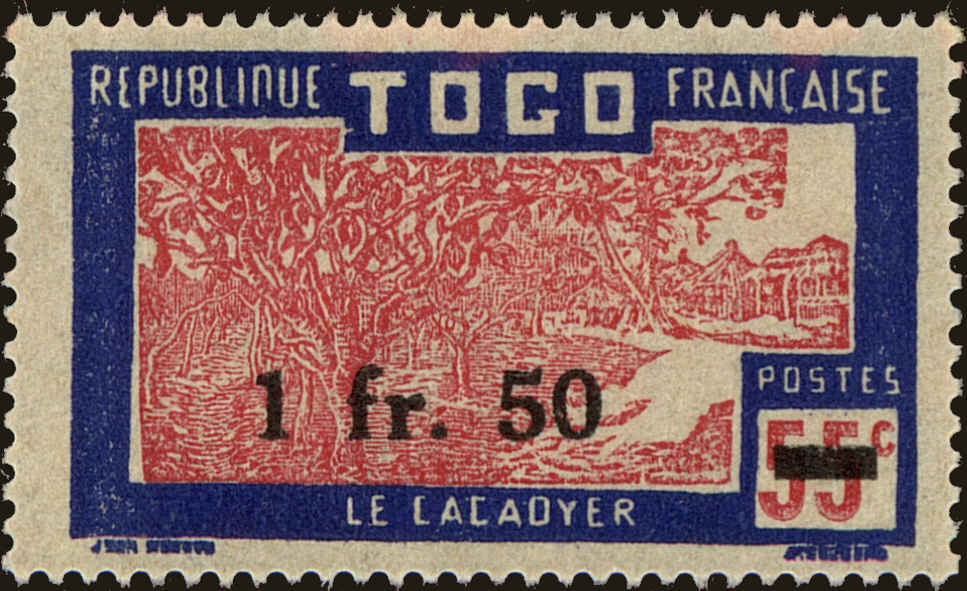 REPUBLIQUE TOGO FRANÇAISE
1 fr. 50
POSTES
55c
LE CACAOYER